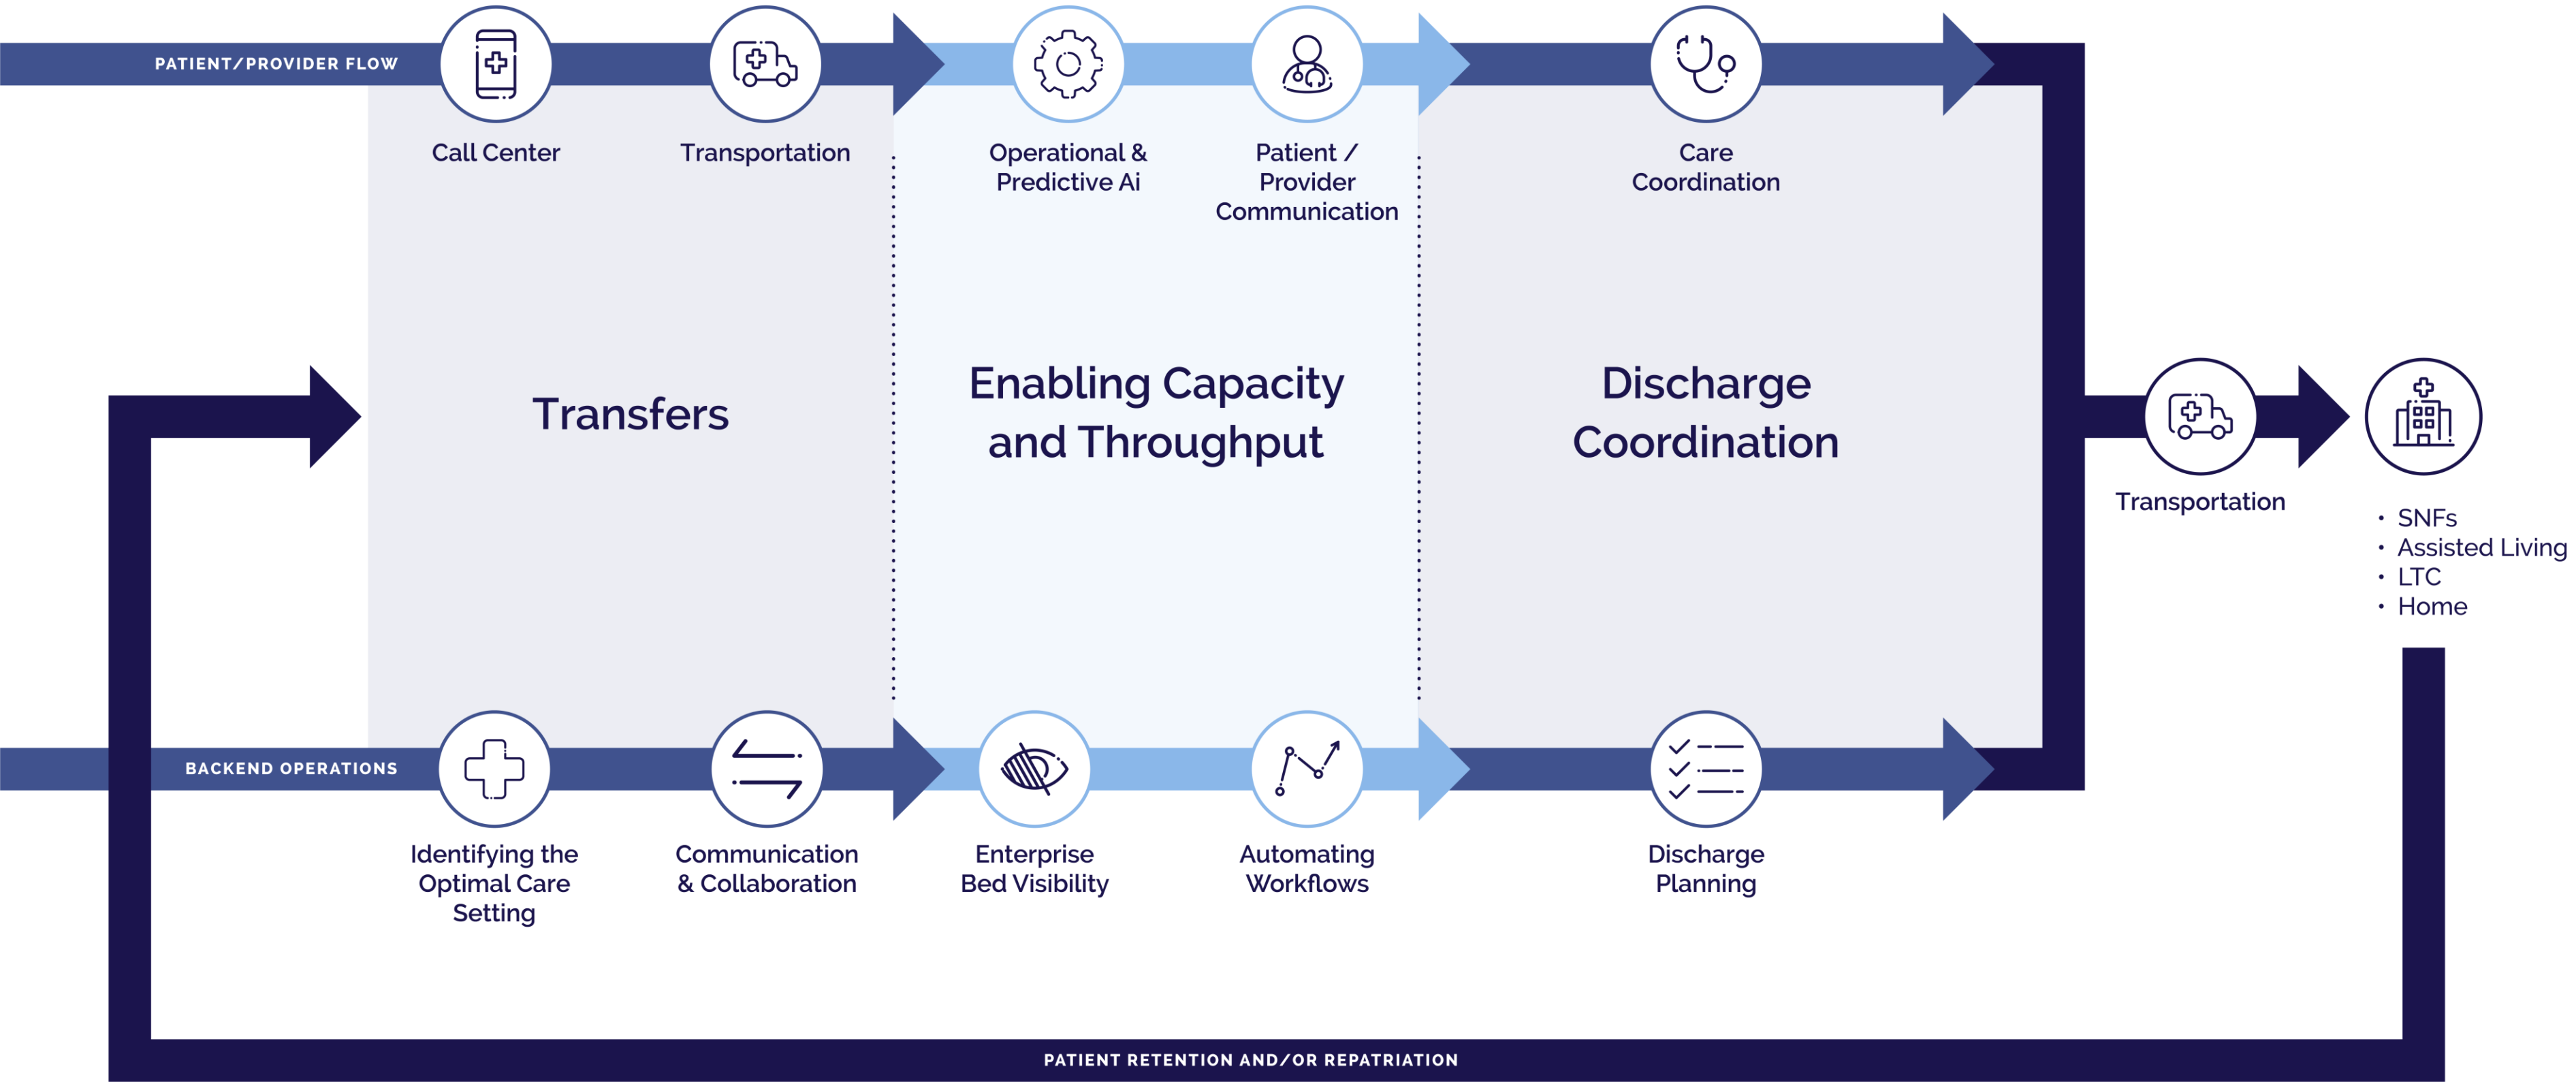 PATIENT/PROVIDER FLOW
Call Center
Transportation
Operational &
Predictive Ai
Patient /
Provider
Communication
Care
Coordination
Transfers
Enabling Capacity
and Throughput
Discharge
Coordination
Transportation
• SNFs
• Assisted Living
• LTC
• Home
BACKEND OPERATIONS
Identifying the
Optimal Care
Setting
Communication
& Collaboration
Enterprise
Bed Visibility
Automating
Workflows
Discharge
Planning
PATIENT RETENTION AND/OR REPATRIATION